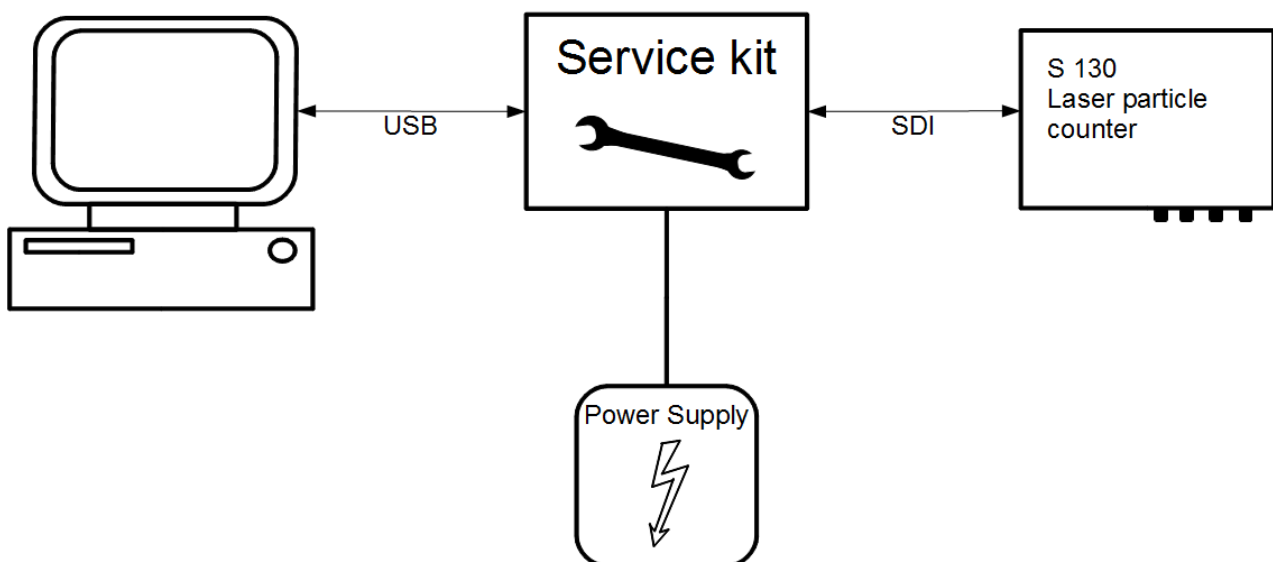 Service kit
USB
SDI
S 130
Laser particle
counter
Power Supply